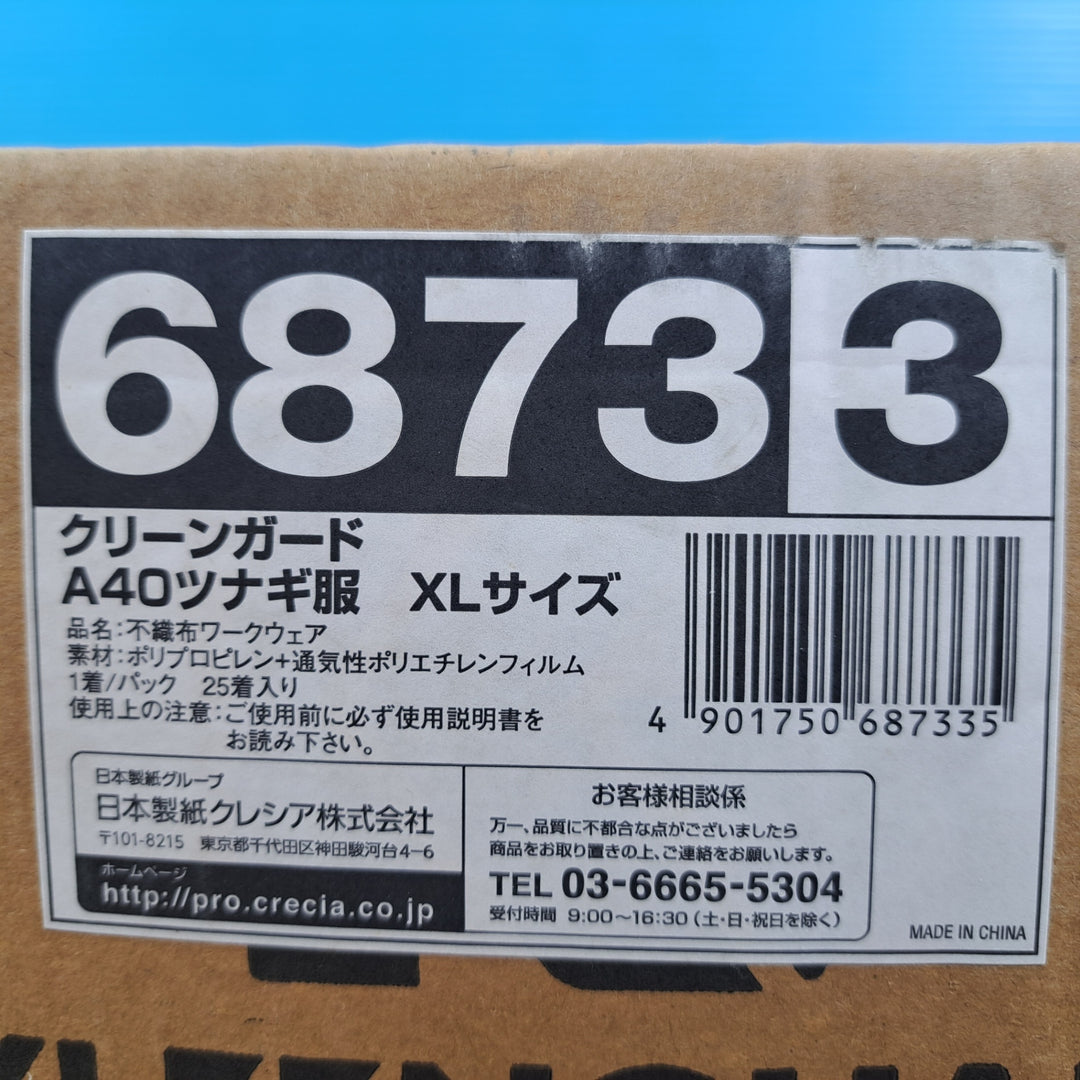 68733
クリーンガード
A40ツナギ服 XLサイズ
品名:不織布ワークウェア
素材:ポリプロピレン+通気性ポリエチレンフィルム
1着/パック 25着入り
使用上の注意:ご使用前に必ず使用説明書を
お読み下さい。
4 901750 687335
日本製紙グループ
日本製紙クレシア株式会社
〒101-8215 東京都千代田区神田駿河台4-6
ホームページ
http://pro.crecia.co.jp
お客様相談係
万一、品質に不都合な点がございましたら
商品をお取り置きの上、ご連絡をお願いします。
TEL 03-6665-5304
受付時間 9:00〜16:30(土・日・祝日を除く)
MADE IN CHINA